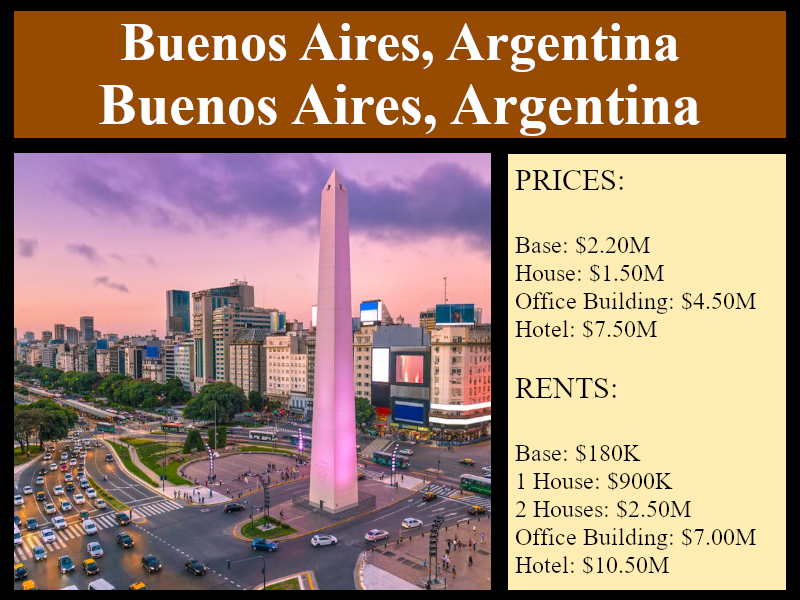 Buenos Aires, Argentina
Buenos Aires, Argentina
PRICES:
Base: $2.20M
House: $1.50M
Office Building: $4.50M
Hotel: $7.50M
RENTS:
Base: $180K
1 House: $900K
2 Houses: $2.50M
Office Building: $7.00M
Hotel: $10.50M